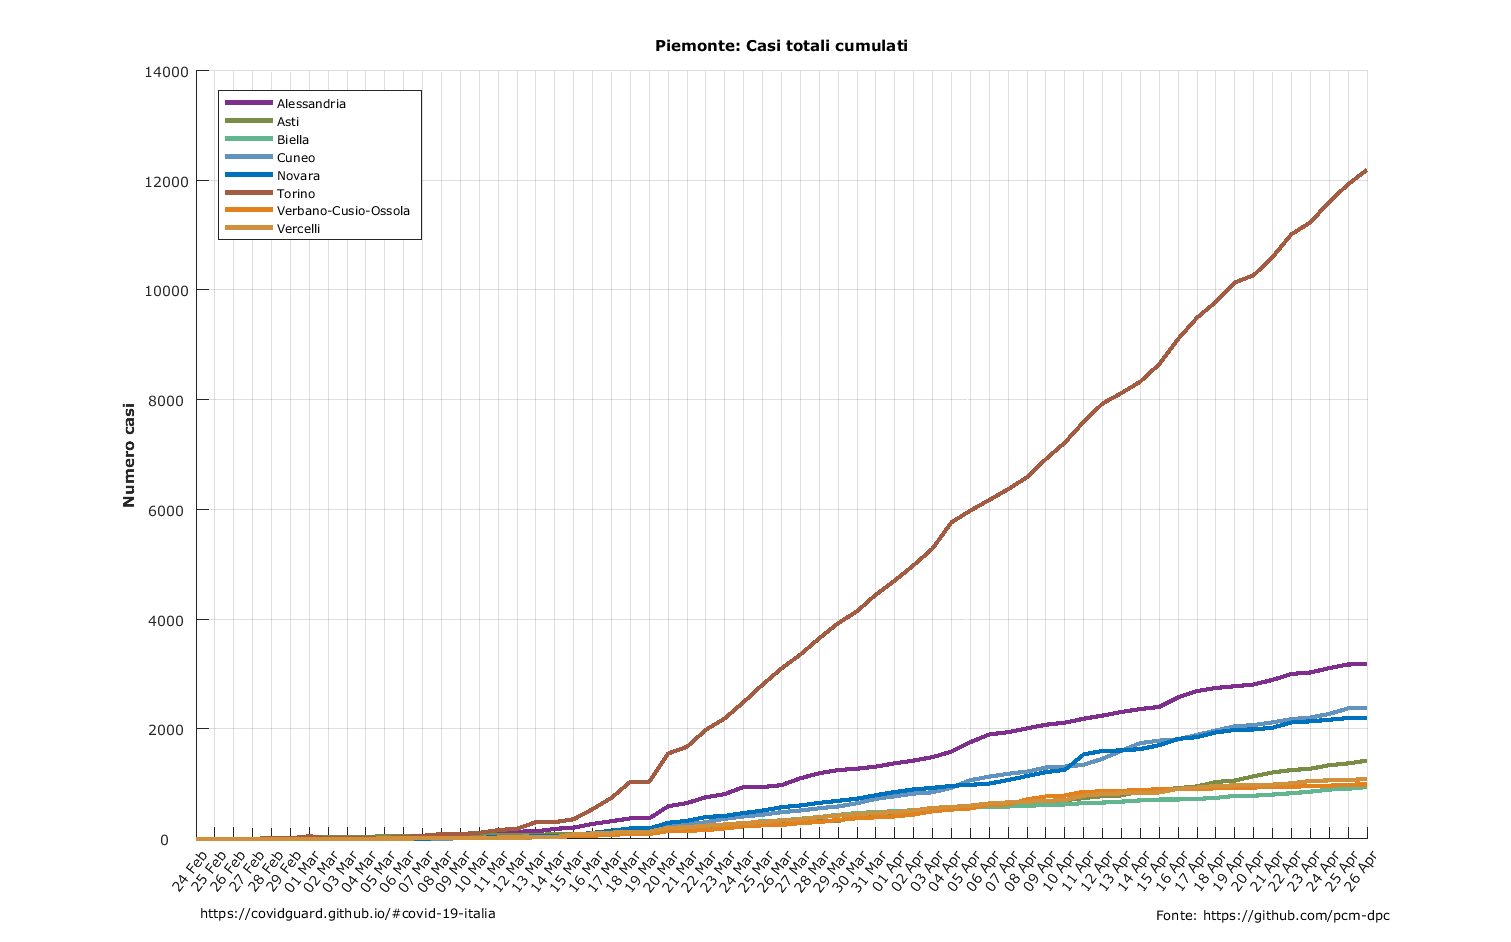 Piemonte: Casi totali cumulati
14000
12000
10000
8000
6000
4000
2000
0
Numero casi
Alessandria
Asti
Biella
Cuneo
Novara
Torino
Verbano-Cusio-Ossola
Vercelli
24 Feb
25 Feb
26 Feb
27 Feb
28 Feb
29 Feb
01 Mar
02 Mar
03 Mar
04 Mar
05 Mar
06 Mar
07 Mar
08 Mar
09 Mar
10 Mar
11 Mar
12 Mar
13 Mar
14 Mar
15 Mar
16 Mar
17 Mar
18 Mar
19 Mar
20 Mar
21 Mar
22 Mar
23 Mar
24 Mar
25 Mar
26 Mar
27 Mar
28 Mar
29 Mar
30 Mar
31 Mar
01 Apr
02 Apr
03 Apr
04 Apr
05 Apr
06 Apr
07 Apr
08 Apr
09 Apr
10 Apr
11 Apr
12 Apr
13 Apr
14 Apr
15 Apr
16 Apr
17 Apr
18 Apr
19 Apr
20 Apr
21 Apr
22 Apr
23 Apr
24 Apr
25 Apr
26 Apr
https://covidguard.github.io/#covid-19-italia
Fonte: https://github.com/pcm-dpc